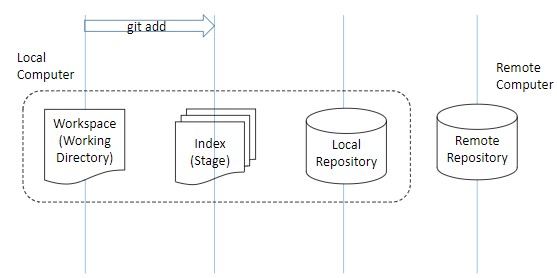 git add
Local
Computer
Remote
Computer
Workspace
(Working
Directory)
Index
(Stage)
Local
Repository
Remote
Repository